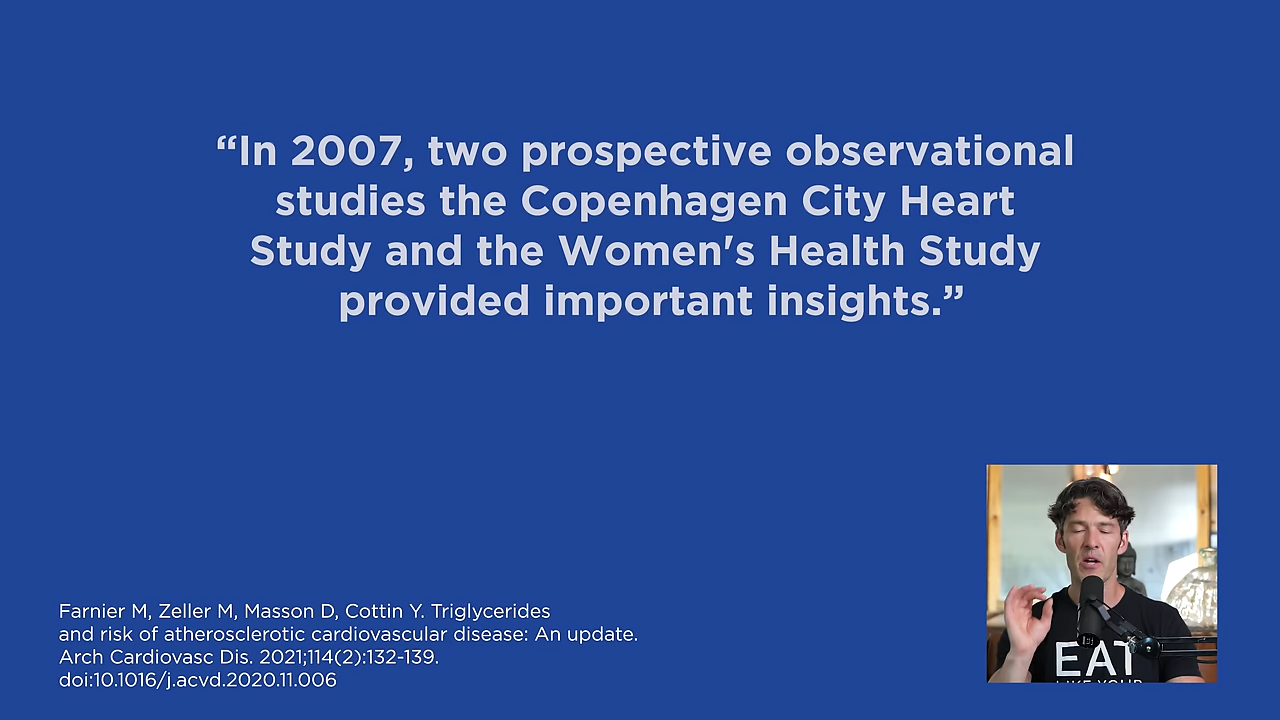 “In 2007, two prospective observational
studies the Copenhagen City Heart
Study and the Women's Health Study
provided important insights.”
Farnier M, Zeller M, Masson D, Cottin Y. Triglycerides
and risk of atherosclerotic cardiovascular disease: An update.
Arch Cardiovasc Dis. 2021;114(2):132-139.
doi:10.1016/j.acvd.2020.11.006
EAT
LIKE YOUR